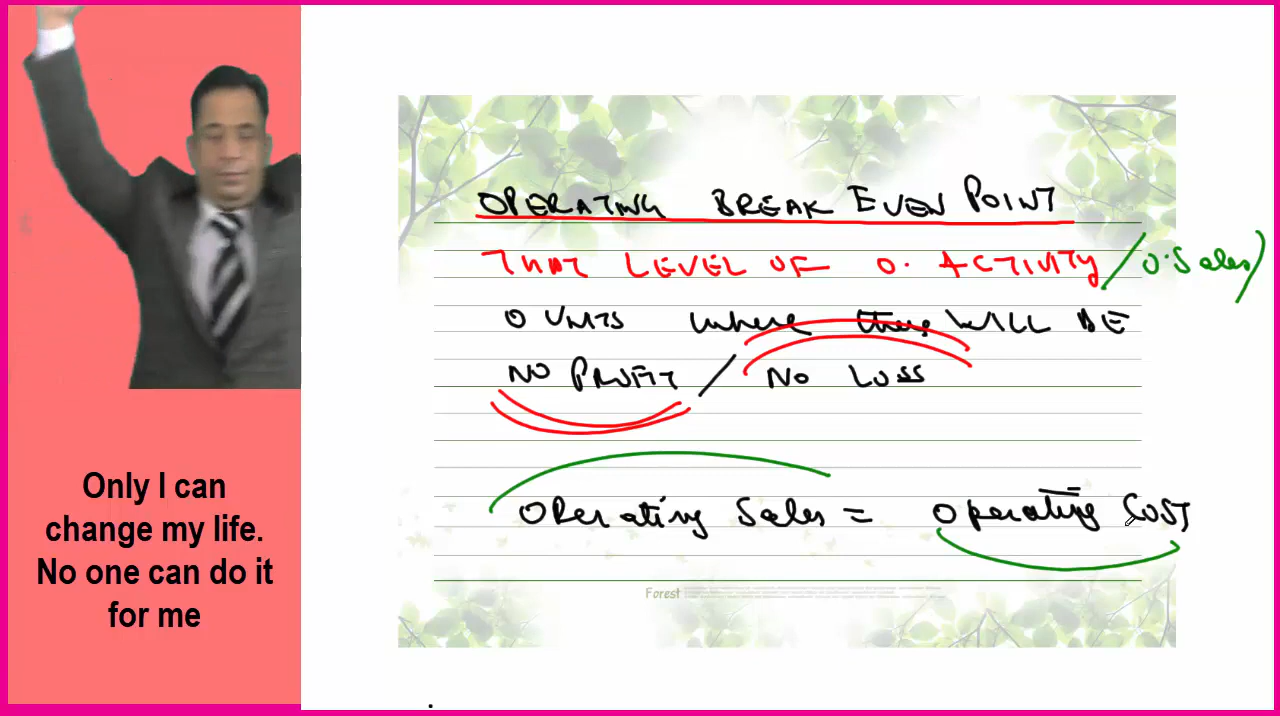 OPERATING BREAK EVEN POINT
THAT LEVEL OF O. ACTIVITY / O. Sales)
O UNITS where there WILL BE
NO PROFIT / NO LOSS
Operating Sales = Operating COST
Forest
Only I can
change my life.
No one can do it
for me